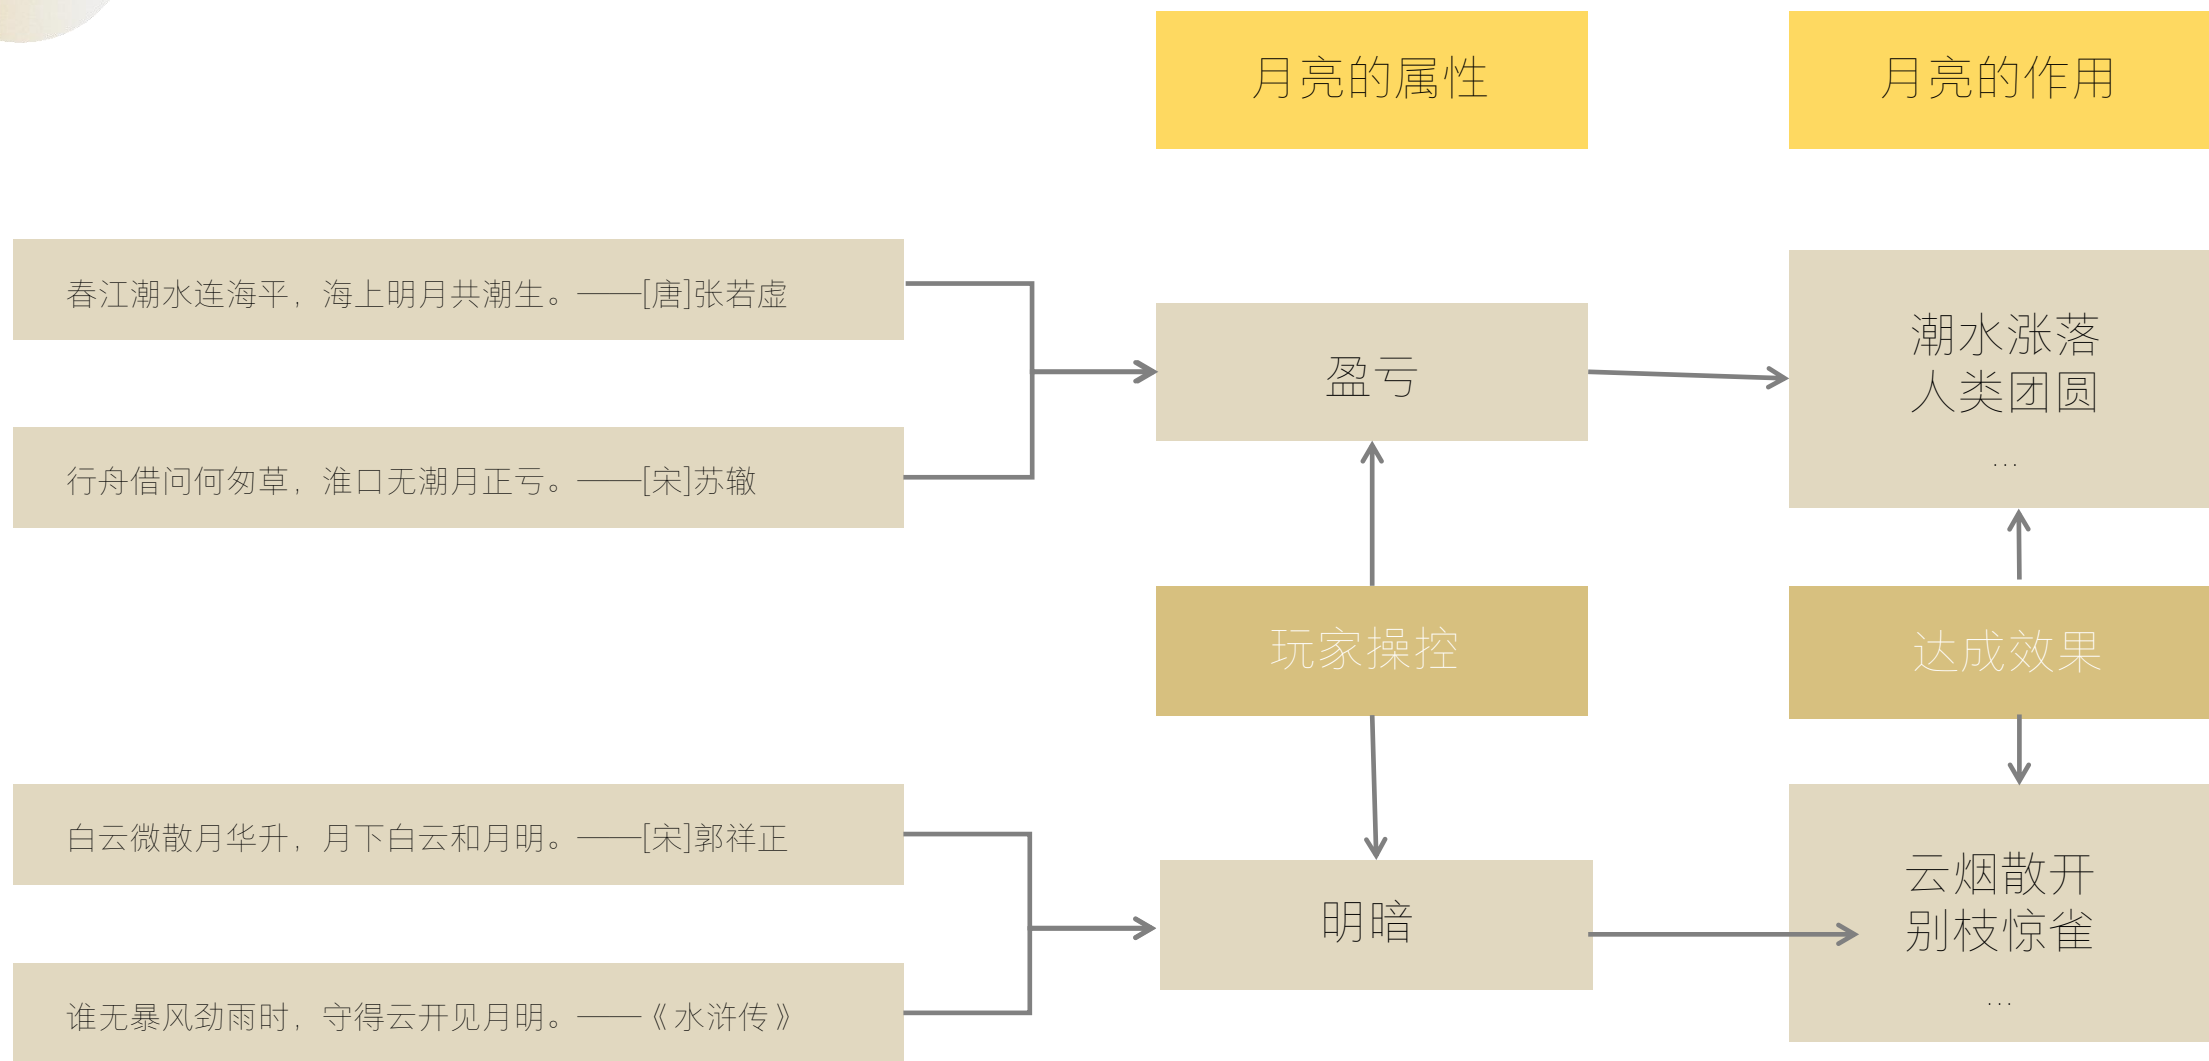 月亮的属性
月亮的作用
春江潮水连海平，海上明月共潮生。——[唐]张若虚
行舟借问何匆草，淮口无潮月正亏。——[宋]苏辙
盈亏
潮水涨落
人类团圆
...
玩家操控
达成效果
白云微散月华升，月下白云和月明。——[宋]郭祥正
谁无暴风劲雨时，守得云开见月明。——《水浒传》
明暗
云烟散开
别枝惊雀
...